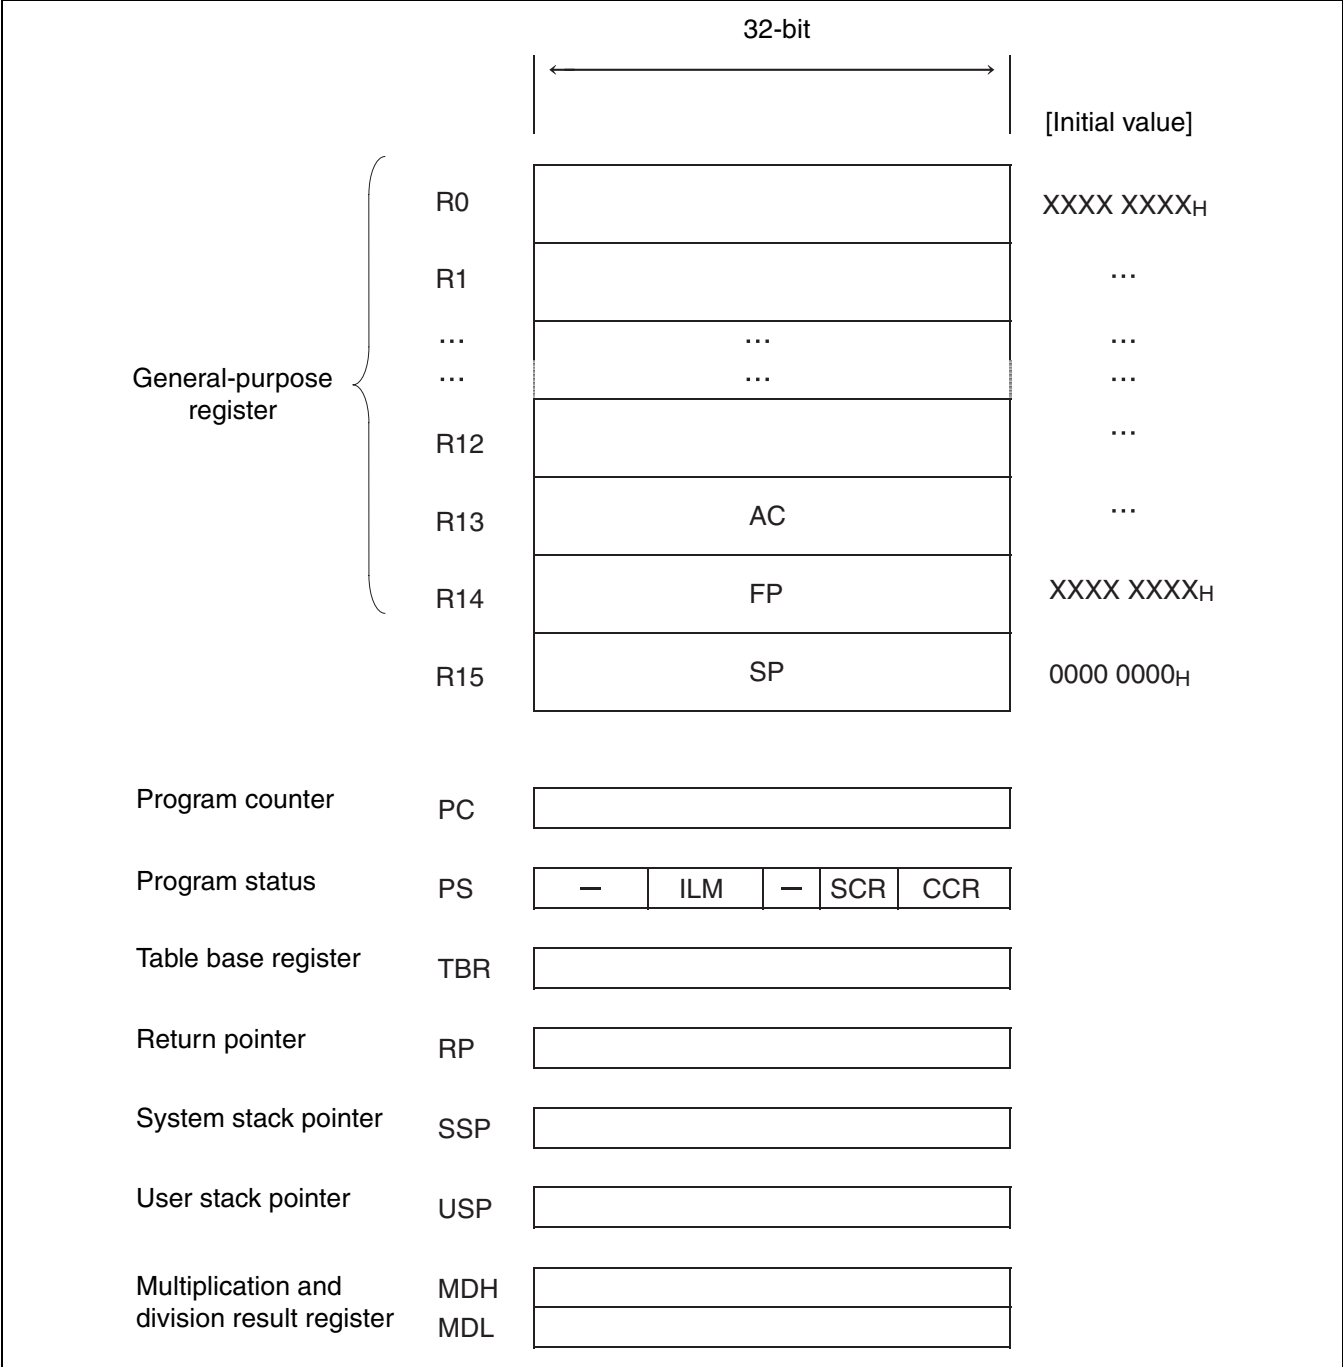 32-bit
[Initial value]
R0 XXXX XXXXH
R1 ...
... ... ...
General-purpose
register
... ... ...
R12 ...
R13 AC ...
R14 FP XXXX XXXXH
R15 SP 0000 0000H
Program counter PC
Program status PS — ILM — SCR CCR
Table base register TBR
Return pointer RP
System stack pointer SSP
User stack pointer USP
Multiplication and
division result register
MDH
MDL